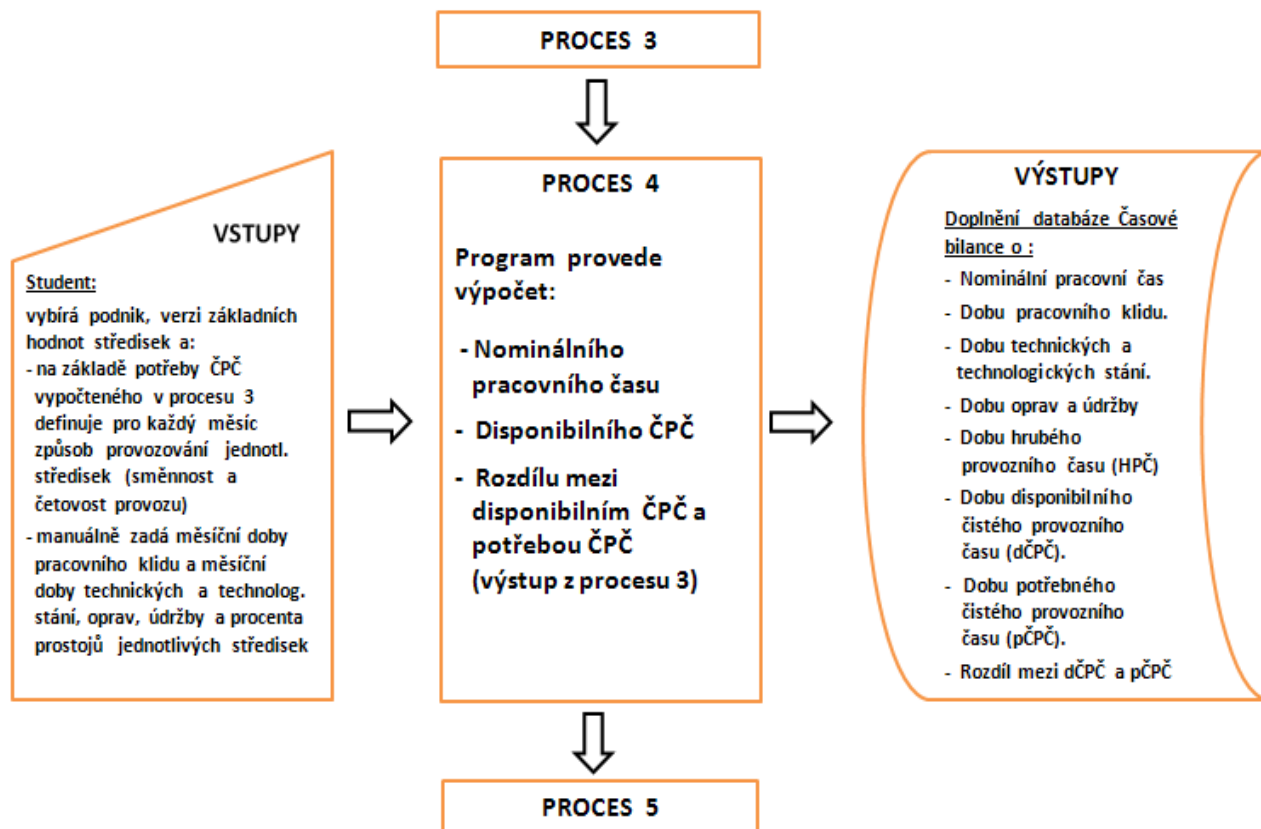 PROCES 3
VSTUPY
Student:
vybírá podnik, verzi základních
hodnot středisek a:
- na základě potřeby ČPČ
vypočteného v procesu 3
definuje pro každý měsíc
způsob provozování jednotl.
středisek (směnnost a
četovost provozu)
- manuálně zadá měsíční doby
pracovního klidu a měsíční
doby technických a technolog.
stání, oprav, údržby a procenta
prostojů jednotlivých středisek
PROCES 4
Program provede
výpočet:
- Nominálního
pracovního času
- Disponibilního ČPČ
- Rozdílu mezi
disponibilním ČPČ a
potřebou ČPČ
(výstup z procesu 3)
VÝSTUPY
Doplnění databáze Časové
bilance o :
- Nominální pracovní čas
- Dobu pracovního klidu.
- Dobu technických a
technologických stání.
- Dobu oprav a údržby
- Dobu hrubého
provozního času (HPČ)
- Dobu disponibilního
čistého provozního
času (dČPČ).
- Dobu potřebného
čistého provozního
času (pČPČ).
- Rozdíl mezi dČPČ a pČPČ
PROCES 5